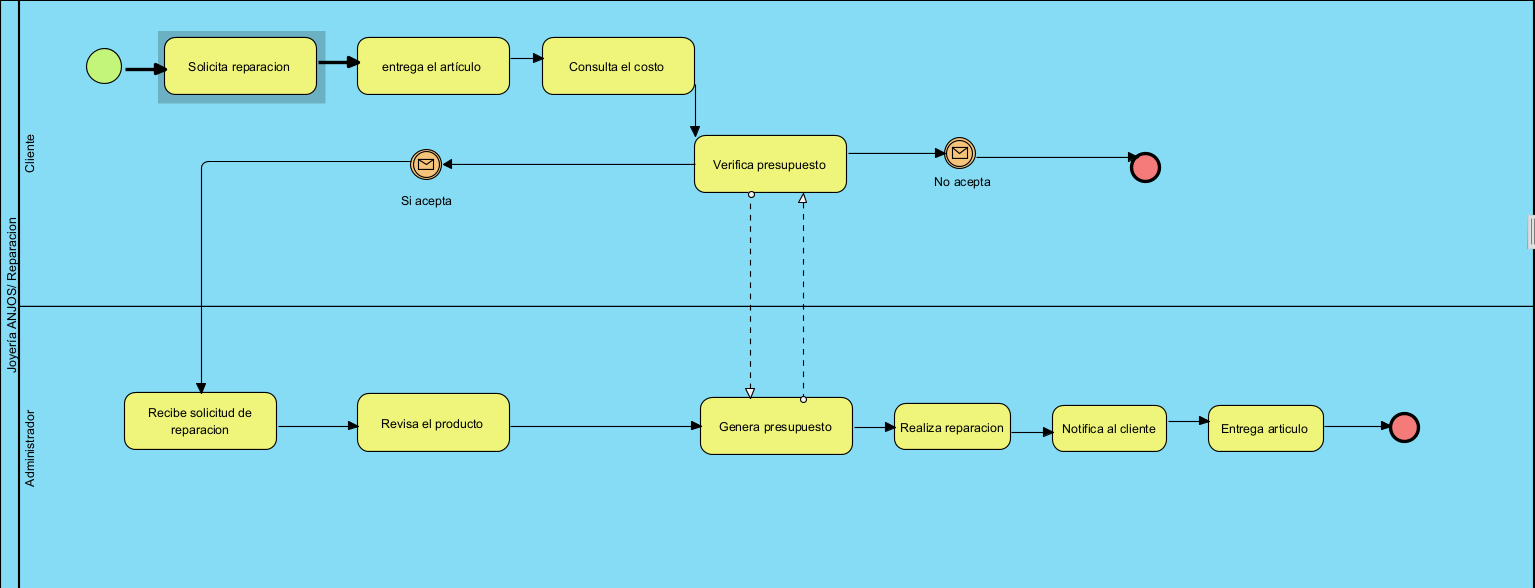 Joyería ANJOS/ Reparacion
Cliente
Solicita reparacion
entrega el artículo
Consulta el costo
Verifica presupuesto
Si acepta
No acepta
Administrador
Recibe solicitud de
reparacion
Revisa el producto
Genera presupuesto
Realiza reparacion
Notifica al cliente
Entrega articulo